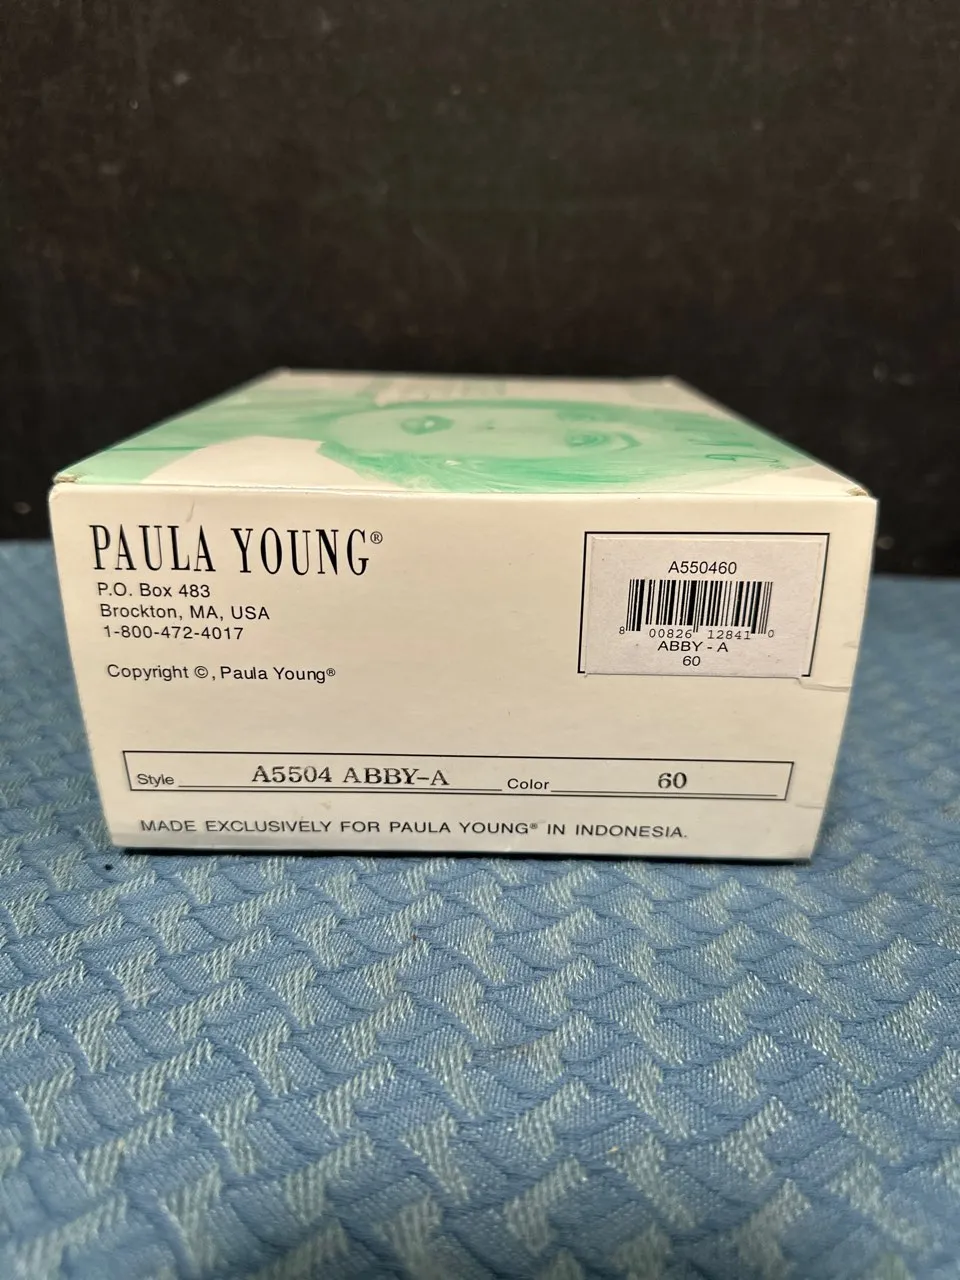 PAULA YOUNG®
P.O. Box 483
Brockton, MA, USA
1-800-472-4017
Copyright ©, Paula Young®
A550460
8 00826 12841 0
ABBY - A
60
Style A5504 ABBY-A Color 60
MADE EXCLUSIVELY FOR PAULA YOUNG® IN INDONESIA.